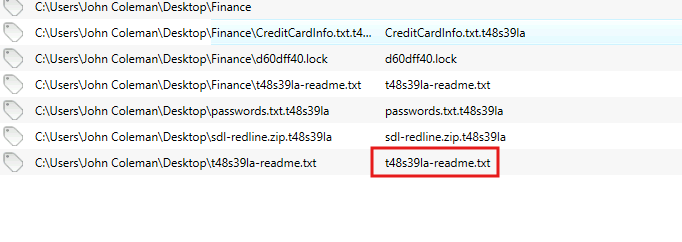 C:\Users\John Coleman\Desktop\Finance
C:\Users\John Coleman\Desktop\Finance\CreditCardInfo.txt.t4... CreditCardInfo.txt.t48s39la
C:\Users\John Coleman\Desktop\Finance\d60dff40.lock d60dff40.lock
C:\Users\John Coleman\Desktop\Finance\t48s39la-readme.txt t48s39la-readme.txt
C:\Users\John Coleman\Desktop\passwords.txt.t48s39la passwords.txt.t48s39la
C:\Users\John Coleman\Desktop\sdl-redline.zip.t48s39la sdl-redline.zip.t48s39la
C:\Users\John Coleman\Desktop\t48s39la-readme.txt t48s39la-readme.txt